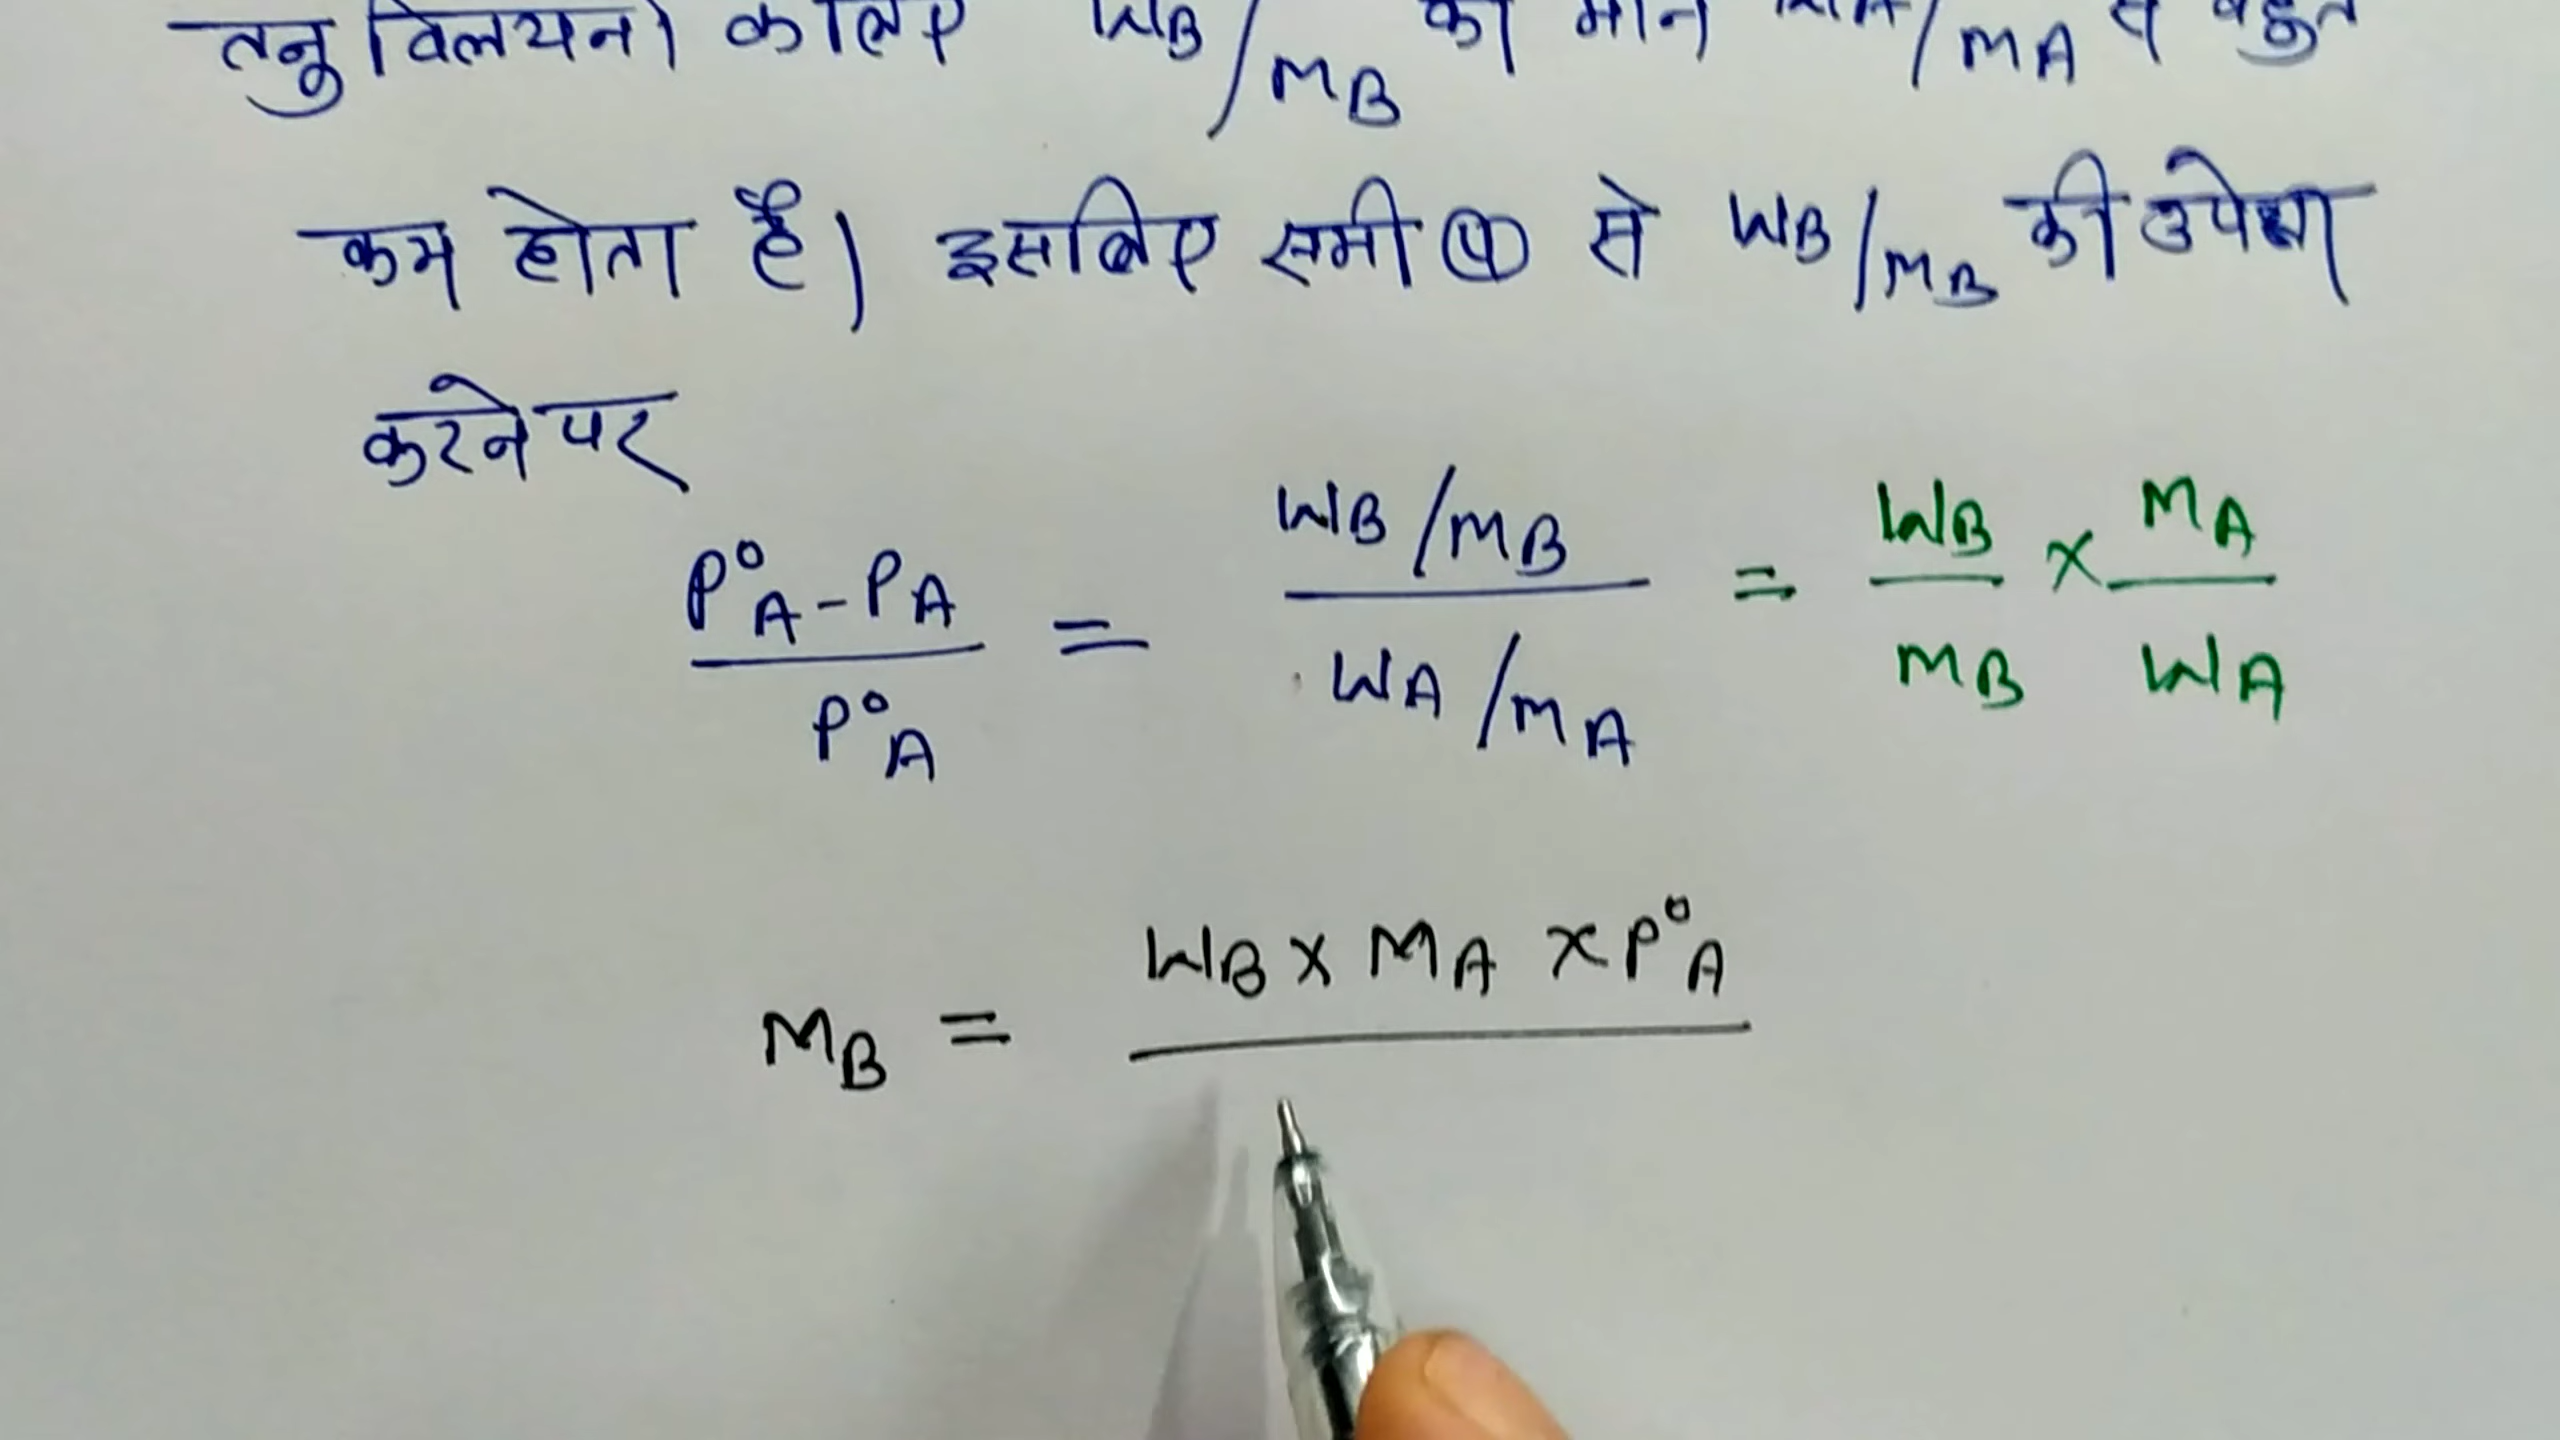 तनु विलयनों के लिए WB/MB का मान WA/MA से बहुत
कम होता है। इसलिए समी ④ से WB/MB की उपेक्षा
करने पर
P°A-PA / P°A = WB/MB / WA/MA = WB/MB × MA/WA
MB = WB × MA × P°A